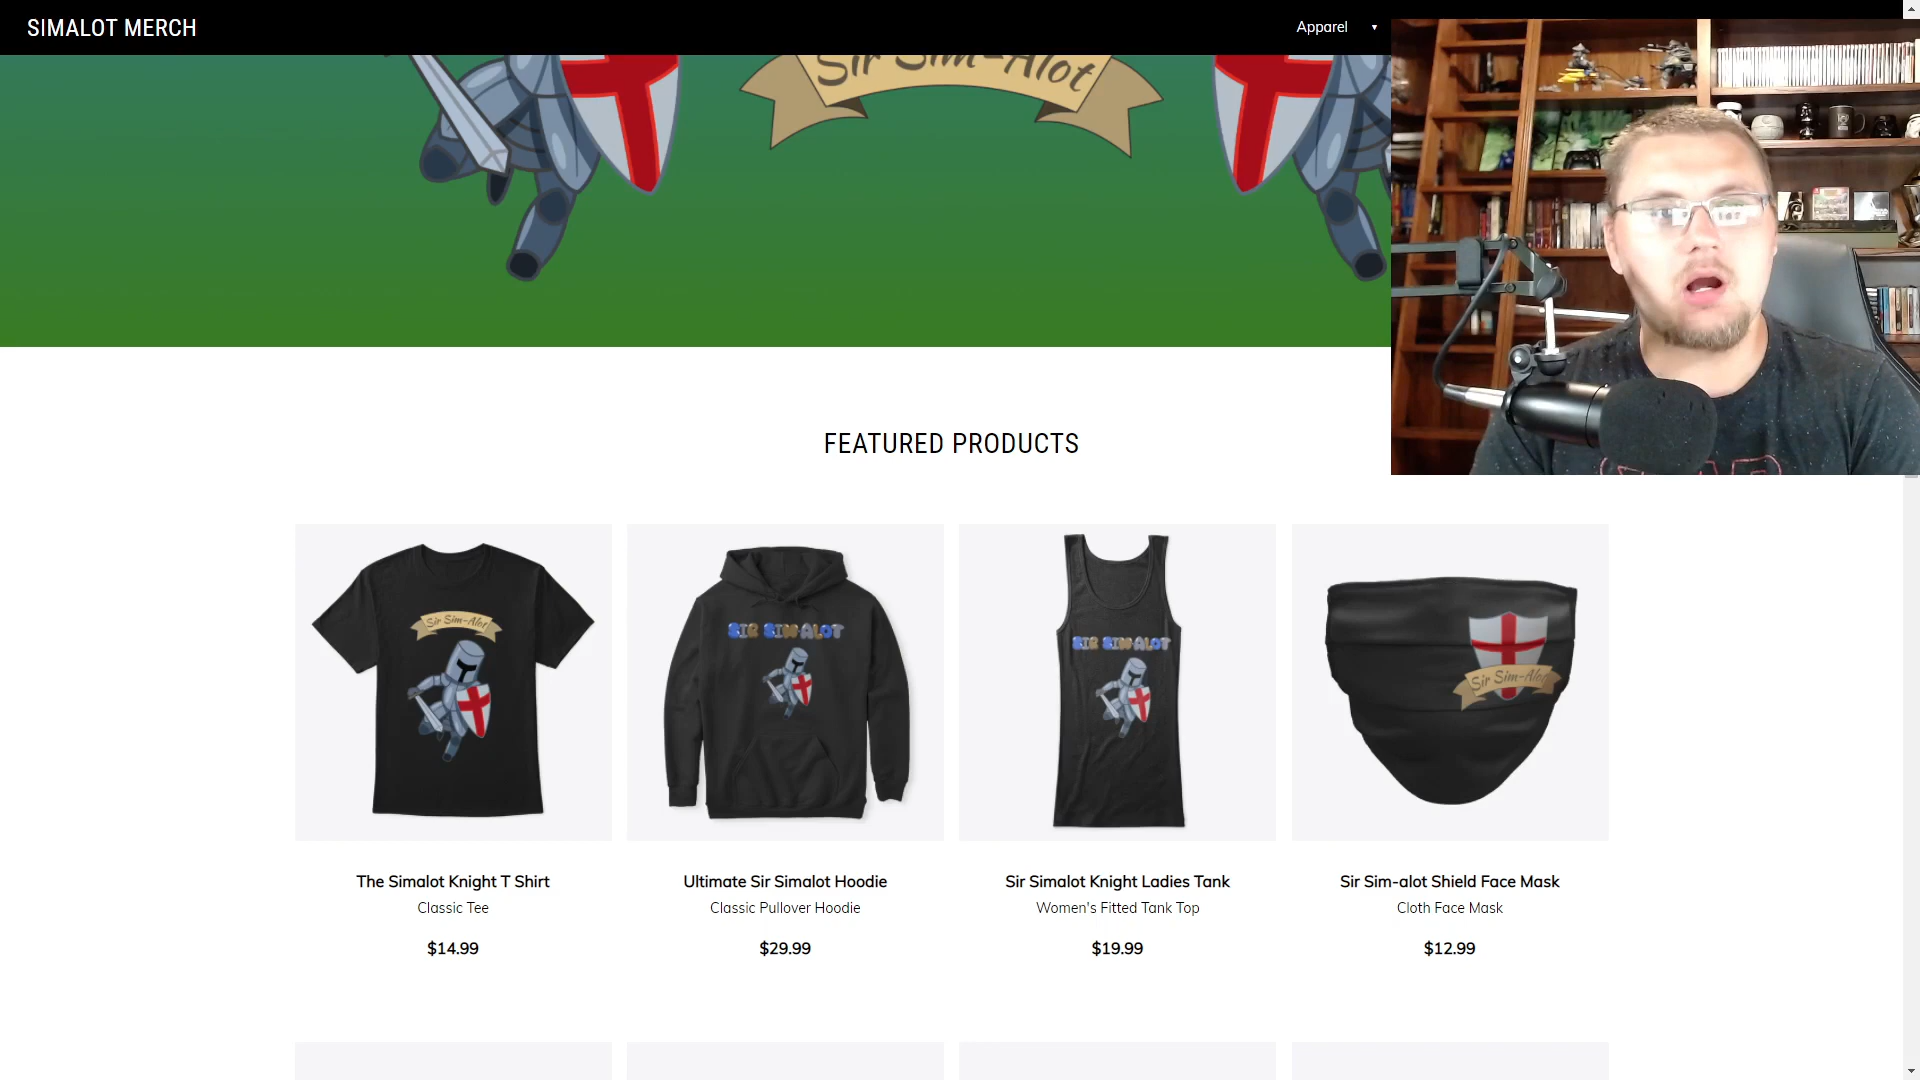 SIMALOT MERCH
Apparel
Sir Sim-Alot
FEATURED PRODUCTS
Sir Sim-Alot
SIR SIM-ALOT
SIR SIM-ALOT
Sir Sim-Alot
The Simalot Knight T Shirt
Classic Tee
$14.99
Ultimate Sir Simalot Hoodie
Classic Pullover Hoodie
$29.99
Sir Simalot Knight Ladies Tank
Women's Fitted Tank Top
$19.99
Sir Sim-alot Shield Face Mask
Cloth Face Mask
$12.99